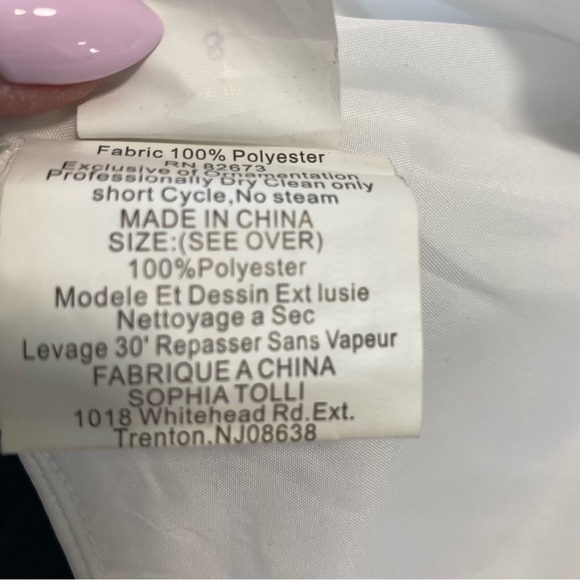 8
Fabric 100% Polyester
RN 82673
Exclusive of Ornamentation
Professionally Dry Clean only
short Cycle,No steam
MADE IN CHINA
SIZE:(SEE OVER)
100%Polyester
Modele Et Dessin Ext lusie
Nettoyage a Sec
Levage 30' Repasser Sans Vapeur
FABRIQUE A CHINA
SOPHIA TOLLI
1018 Whitehead Rd.Ext.
Trenton.NJ08638